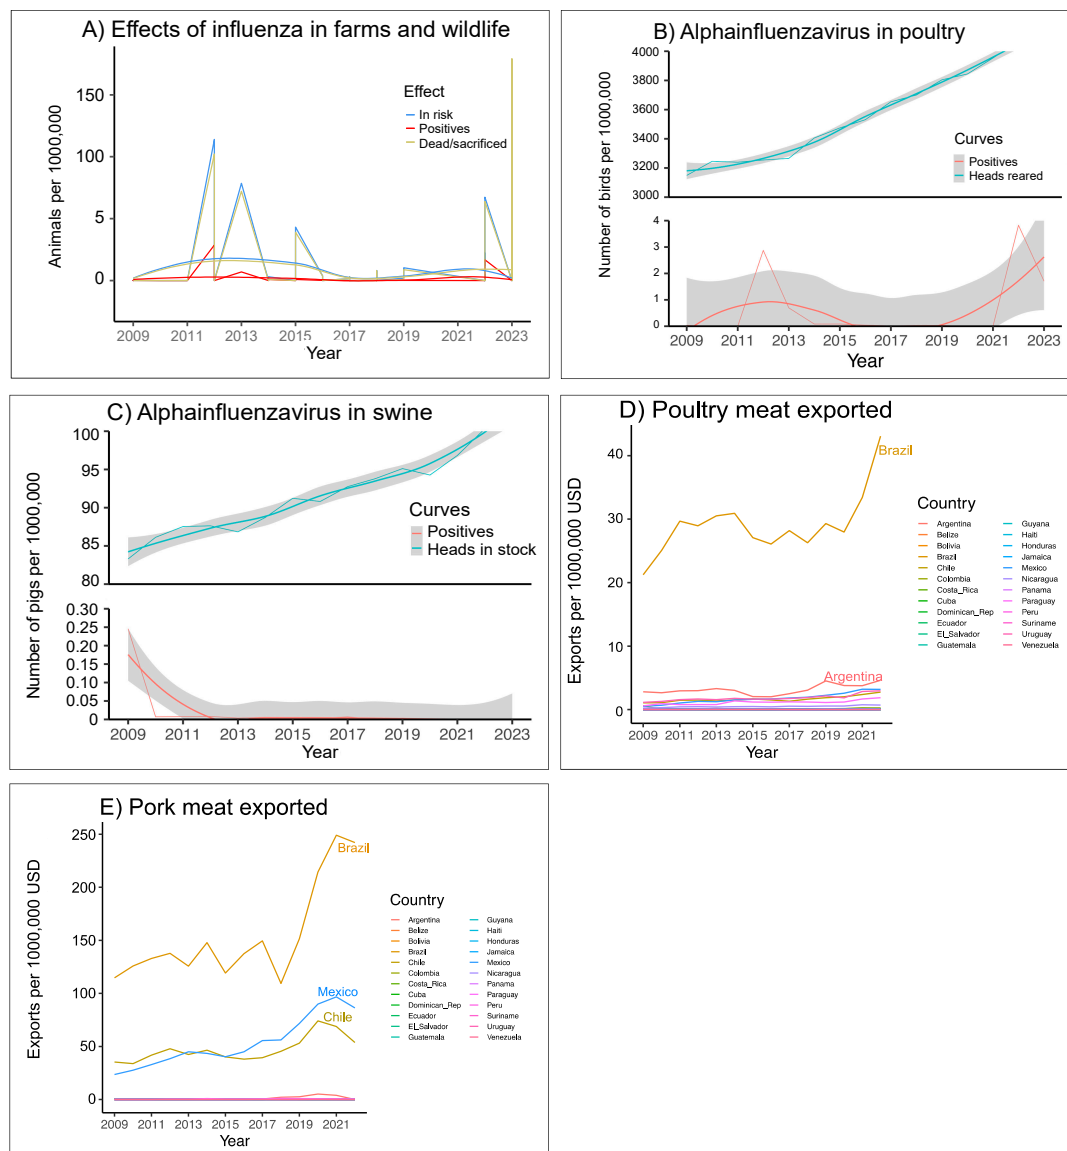 A) Effects of influenza in farms and wildlife
Animals per 1000,000
150
100
5
0
Effect
In risk
Positives
Dead/sacrificed
2009 2011 2013 2015 2017 2019 2021 2023
Year
B) Alphainfluenzavirus in poultry
Number of birds per 1000,000
4000
3800
3600
3400
3200
3000
Curves
Positives
Heads reared
4
3
2
1
0
2009 2011 2013 2015 2017 2019 2021 2023
Year
C) Alphainfluenzavirus in swine
Number of pigs per 1000,000
100
95
90
85
80
Curves
Positives
Heads in stock
0.30
0.25
0.20
0.15
0.10
0.05
0
2009 2011 2013 2015 2017 2019 2021 2023
Year
D) Poultry meat exported
Exports per 1000,000 USD
40
30
20
10
0
Brazil
Argentina
2009 2011 2013 2015 2017 2019 2021
Year
Country
Argentina Guyana
Belize Haiti
Bolivia Honduras
Brazil Jamaica
Chile Mexico
Colombia Nicaragua
Costa_Rica Panama
Cuba Paraguay
Dominican_Rep Peru
Ecuador Suriname
El_Salvador Uruguay
Guatemala Venezuela
E) Pork meat exported
Exports per 1000,000 USD
250
200
150
100
50
0
Brazil
Mexico
Chile
2009 2011 2013 2015 2017 2019 2021
Year
Country
Argentina Guyana
Belize Haiti
Bolivia Honduras
Brazil Jamaica
Chile Mexico
Colombia Nicaragua
Costa_Rica Panama
Cuba Paraguay
Dominican_Rep Peru
Ecuador Suriname
El_Salvador Uruguay
Guatemala Venezuela